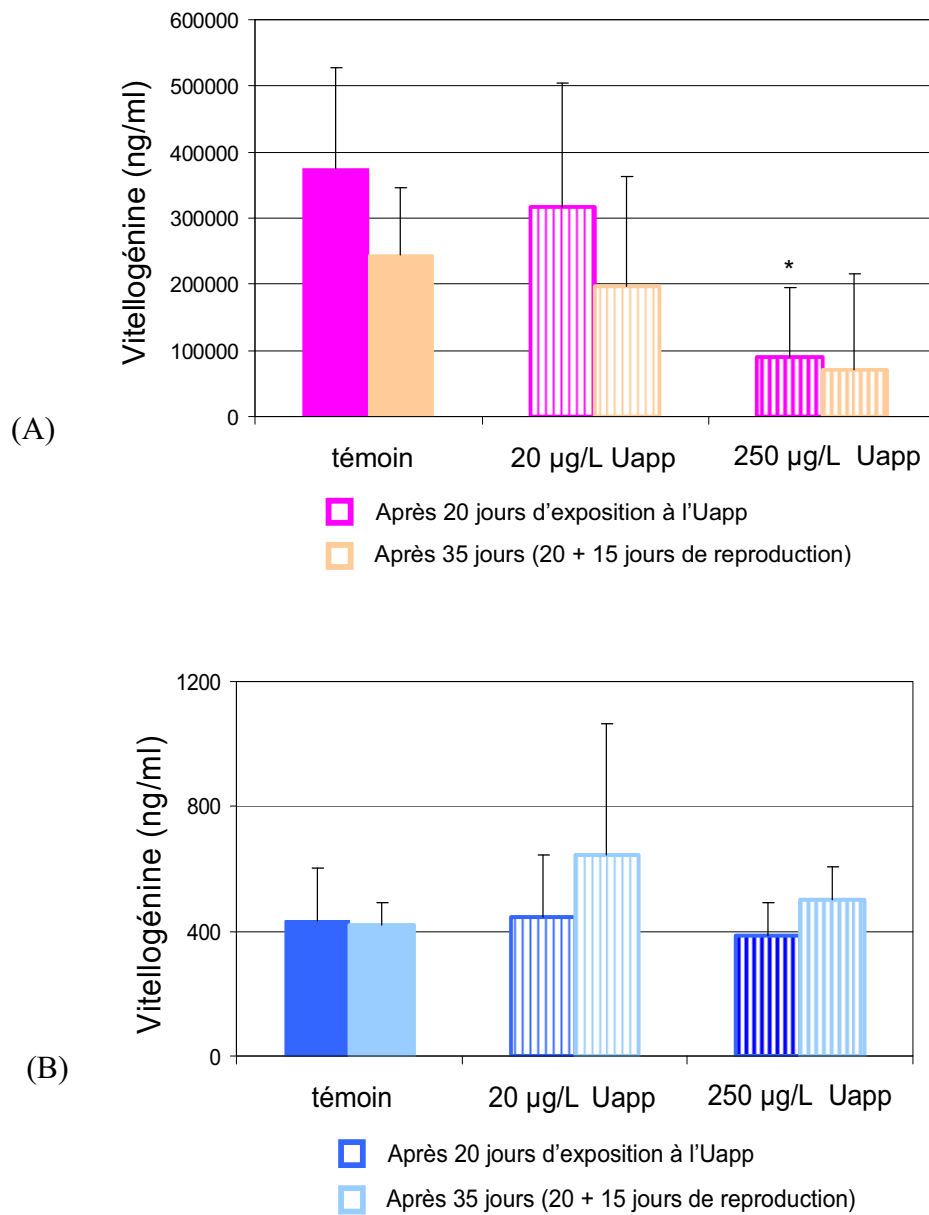 600000
500000
400000
300000
200000
100000
0
Vitellogénine (ng/ml)
*
(A)
témoin
20 µg/L Uapp
250 µg/L Uapp
Après 20 jours d'exposition à l'Uapp
Après 35 jours (20 + 15 jours de reproduction)
1200
800
400
0
Vitellogénine (ng/ml)
(B)
témoin
20 µg/L Uapp
250 µg/L Uapp
Après 20 jours d'exposition à l'Uapp
Après 35 jours (20 + 15 jours de reproduction)